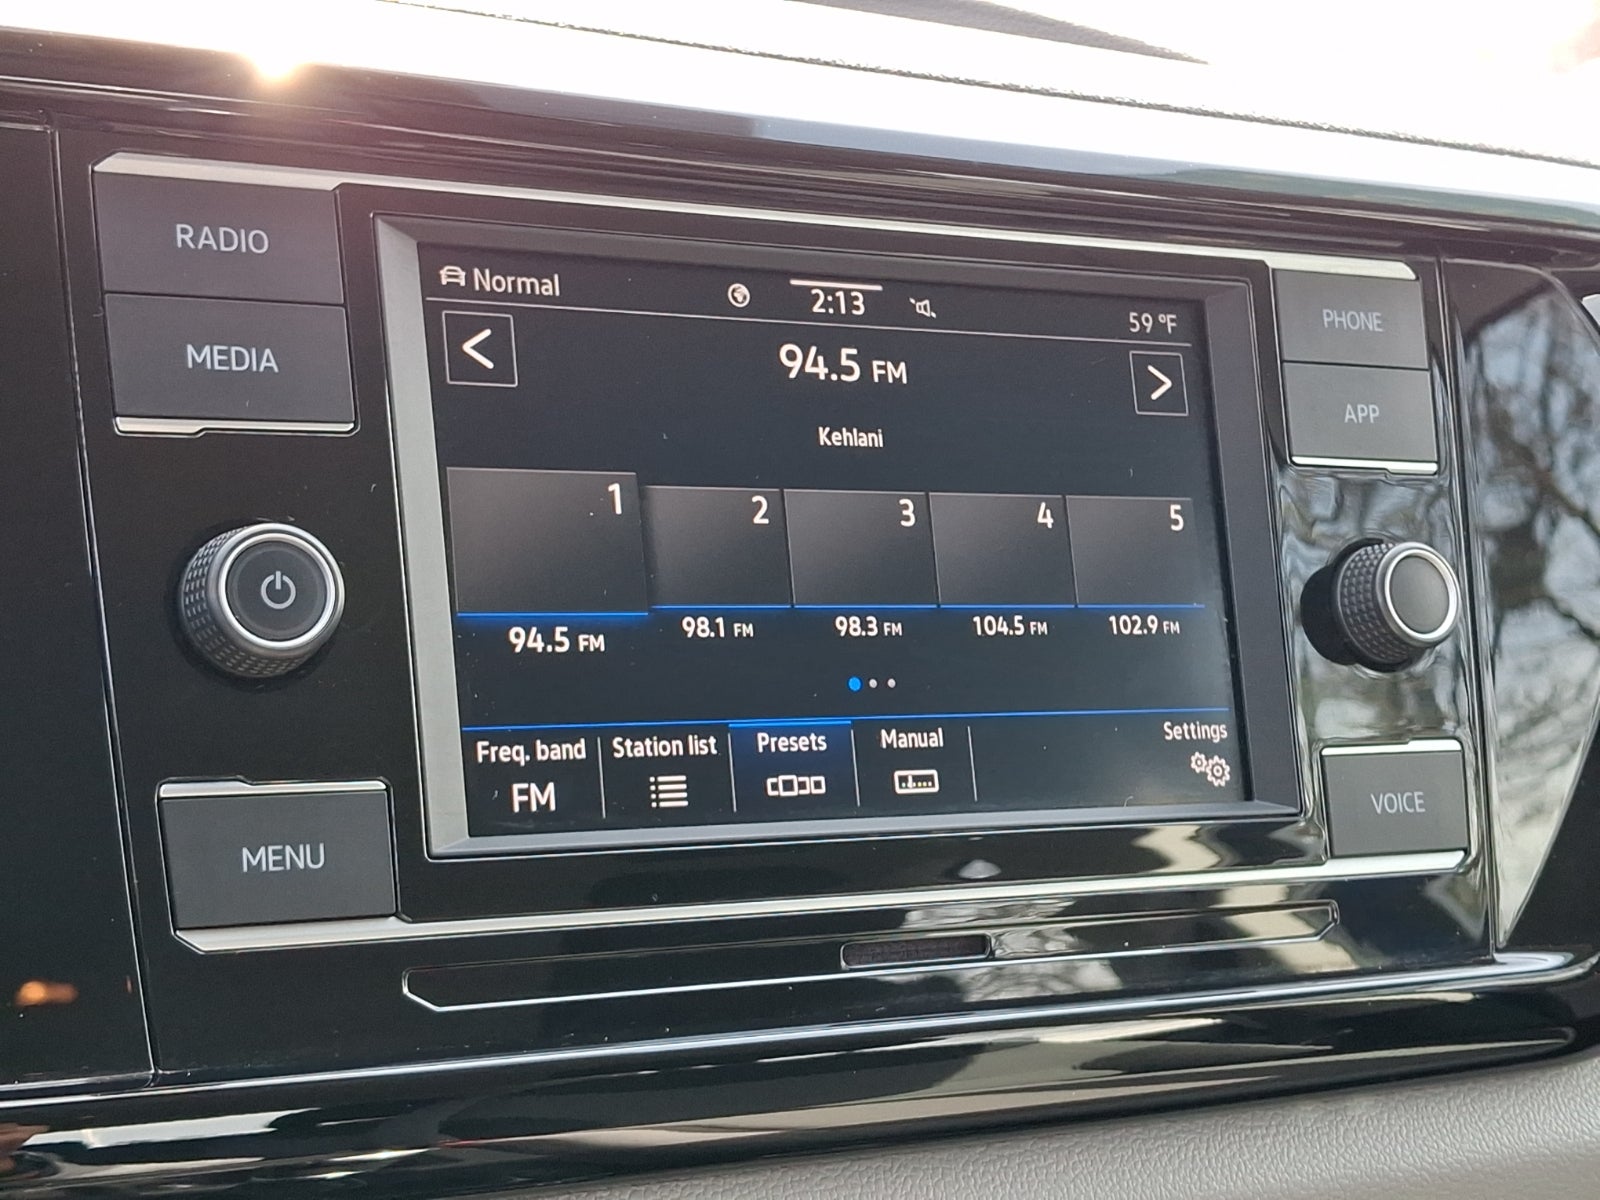 RADIO
MEDIA
MENU
Normal
2:13
59 °F
<
94.5 FM
>
Kehlani
1
2
3
4
5
94.5 FM
98.1 FM
98.3 FM
104.5 FM
102.9 FM
Freq. band
FM
Station list
Presets
Manual
Settings
PHONE
APP
VOICE